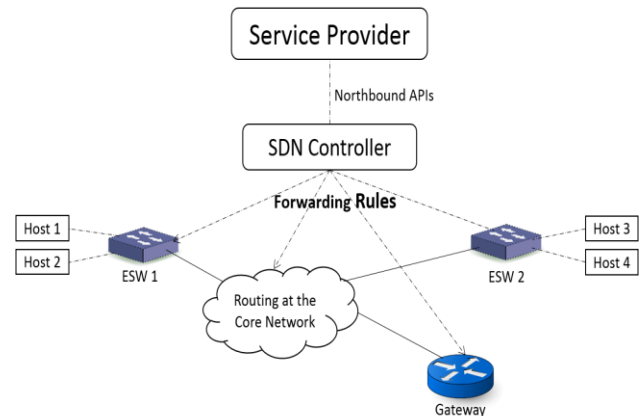 Service Provider
Northbound APIs
SDN Controller
Forwarding Rules
Host 1
Host 2
ESW 1
Host 3
Host 4
ESW 2
Routing at the
Core Network
Gateway